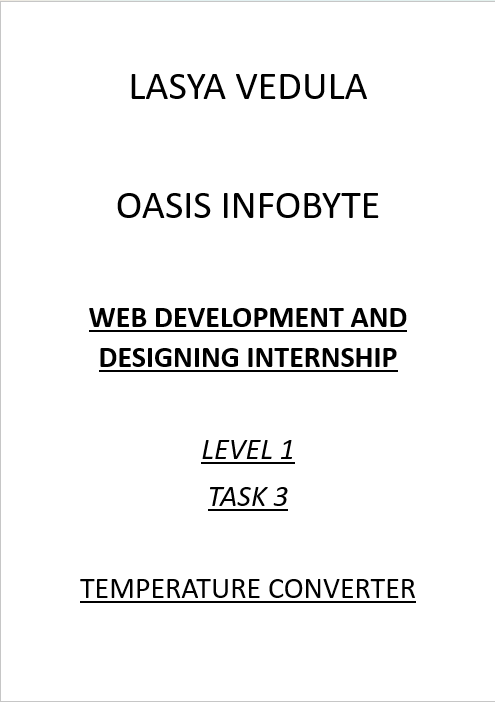 LASYA VEDULA
OASIS INFOBYTE
WEB DEVELOPMENT AND
DESIGNING INTERNSHIP
LEVEL 1
TASK 3
TEMPERATURE CONVERTER